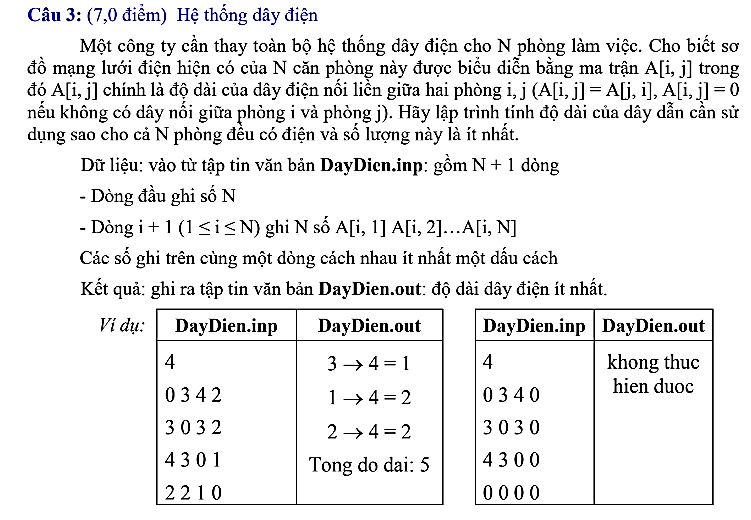 Câu 3: (7,0 điểm) Hệ thống dây điện
Một công ty cần thay toàn bộ hệ thống dây điện cho N phòng làm việc. Cho biết sơ
đồ mạng lưới điện hiện có của N căn phòng này được biểu diễn bằng ma trận A[i, j] trong
đó A[i, j] chính là độ dài của dây điện nối liền giữa hai phòng i, j (A[i, j] = A[j, i], A[i, j] = 0
nếu không có dây nối giữa phòng i và phòng j). Hãy lập trình tính độ dài của dây dẫn cần sử
dụng sao cho cả N phòng đều có điện và số lượng này là ít nhất.
Dữ liệu: vào từ tập tin văn bản DayDien.inp: gồm N + 1 dòng
- Dòng đầu ghi số N
- Dòng i + 1 (1 ≤ i ≤ N) ghi N số A[i, 1] A[i, 2]…A[i, N]
Các số ghi trên cùng một dòng cách nhau ít nhất một dấu cách
Kết quả: ghi ra tập tin văn bản DayDien.out: độ dài dây điện ít nhất.
Ví dụ: DayDien.inp DayDien.out DayDien.inp DayDien.out
4 3 → 4 = 1 4 khong thuc
0 3 4 2 1 → 4 = 2 0 3 4 0 hien duoc
3 0 3 2 2 → 4 = 2 3 0 3 0
4 3 0 1 Tong do dai: 5 4 3 0 0
2 2 1 0 0 0 0 0